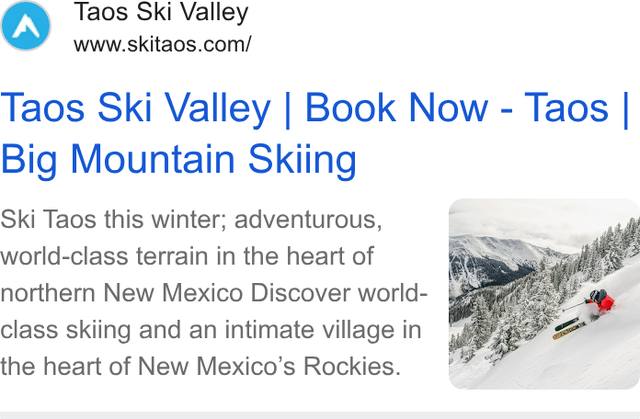 Taos Ski Valley
www.skitaos.com/
Taos Ski Valley | Book Now - Taos |
Big Mountain Skiing
Ski Taos this winter; adventurous,
world-class terrain in the heart of
northern New Mexico Discover world-
class skiing and an intimate village in
the heart of New Mexico’s Rockies.